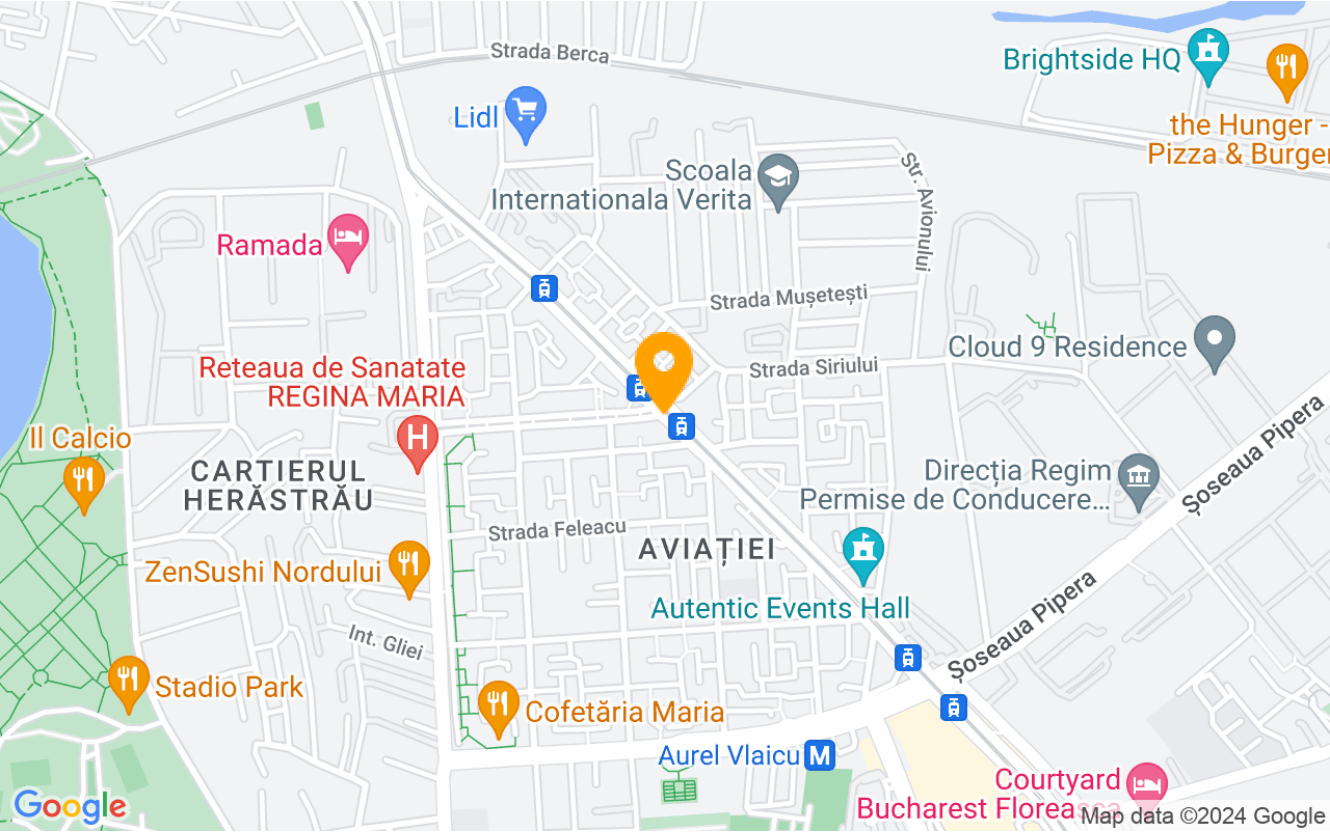 Strada Berca
Brightside HQ
Lidl
the Hunger -
Pizza & Burger
Scoala
Internationala Verita
Str. Avionului
Ramada
Strada Mușetești
Cloud 9 Residence
Reteaua de Sanatate
REGINA MARIA
Strada Siriului
H
Il Calcio
CARTIERUL
HERĂSTRĂU
Șoseaua Pipera
Direcția Regim
Permise de Conducere...
Strada Feleacu
AVIAȚIEI
ZenSushi Nordului
Autentic Events Hall
Int. Gliei
Șoseaua Pipera
Stadio Park
Cofetăria Maria
Aurel Vlaicu M
Courtyard
Bucharest Floreasca
Google
Map data ©2024 Google